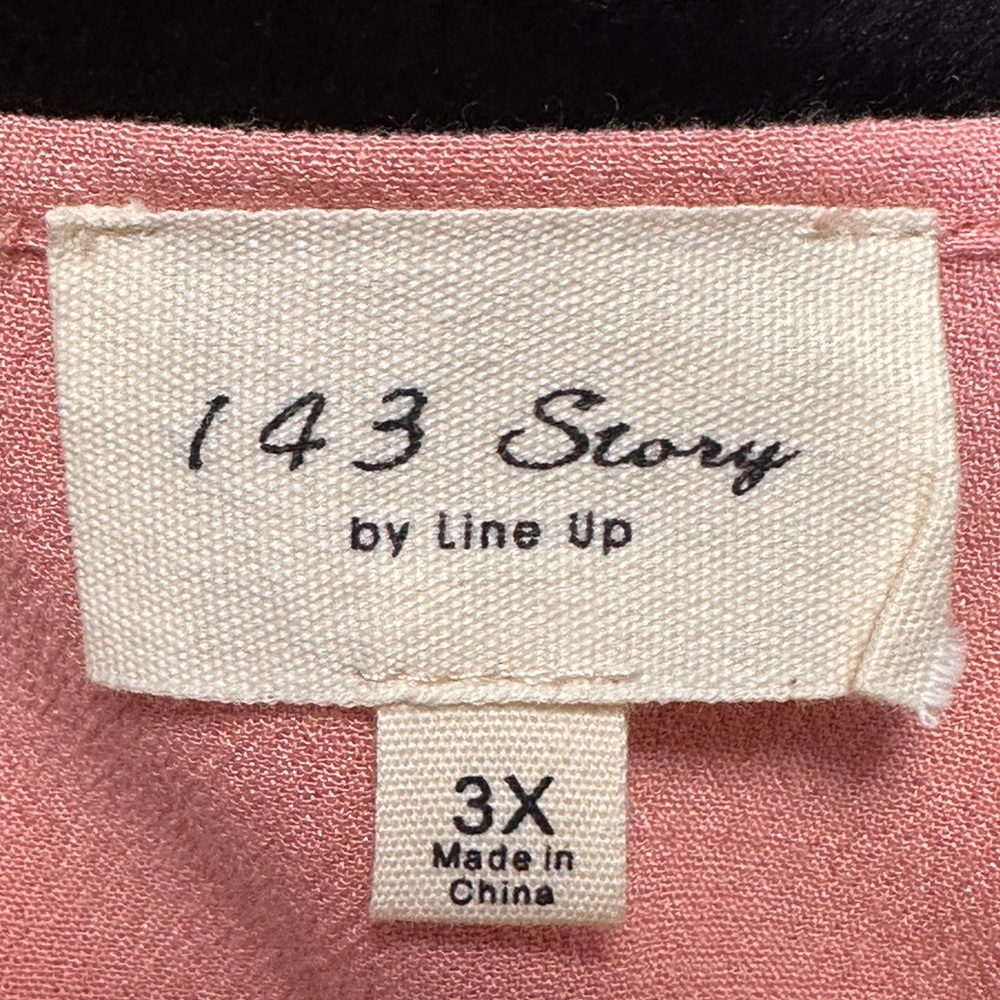 143 Story
by Line Up
3X
Made in
China